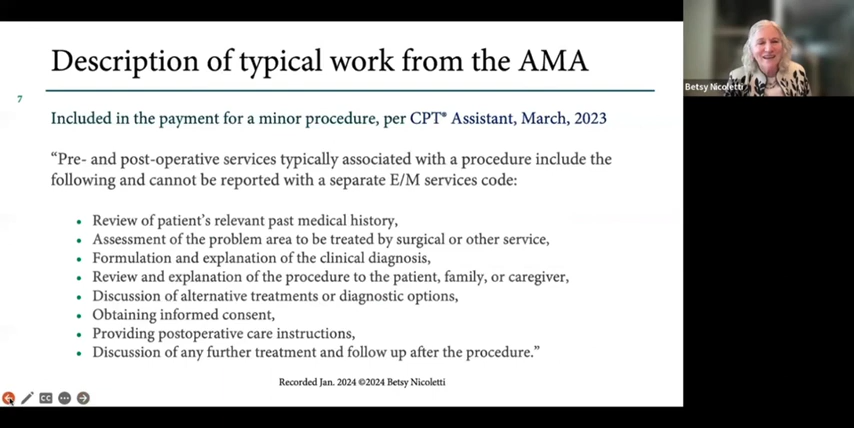 Description of typical work from the AMA
7
Included in the payment for a minor procedure, per CPT® Assistant, March, 2023
“Pre- and post-operative services typically associated with a procedure include the
following and cannot be reported with a separate E/M services code:
• Review of patient’s relevant past medical history,
• Assessment of the problem area to be treated by surgical or other service,
• Formulation and explanation of the clinical diagnosis,
• Review and explanation of the procedure to the patient, family, or caregiver,
• Discussion of alternative treatments or diagnostic options,
• Obtaining informed consent,
• Providing postoperative care instructions,
• Discussion of any further treatment and follow up after the procedure.”
Recorded Jan. 2024 ©2024 Betsy Nicoletti
CC
Betsy Nicoletti